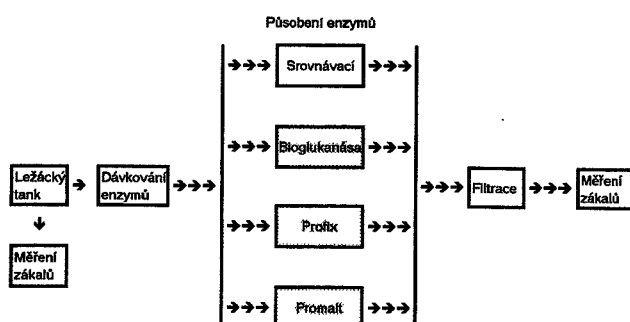 Působení enzymů
Srovnávací
Bioglukanása
Ležácký
tank
Dávkování
enzymů
Filtrace
Měření
zákalů
Profix
Měření
zákalů
Promalt